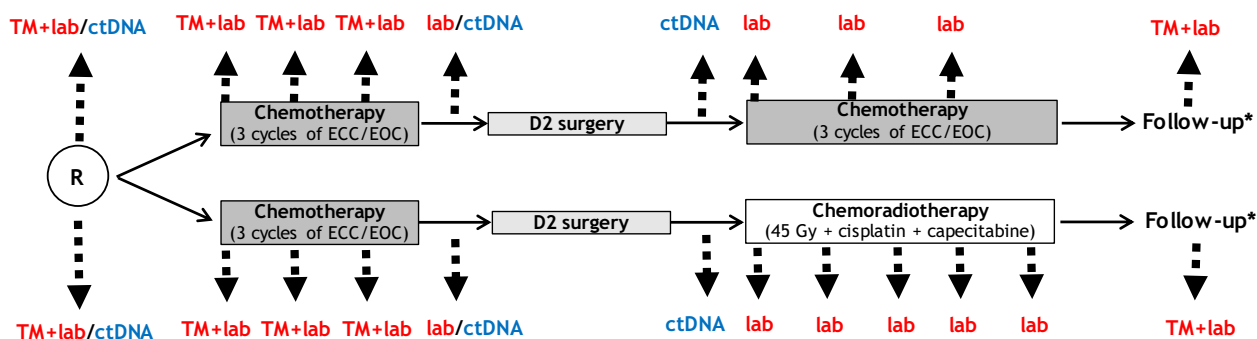 TM+lab/ctDNA TM+lab TM+lab TM+lab lab/ctDNA ctDNA lab lab lab TM+lab
Chemotherapy
(3 cycles of ECC/EOC)
D2 surgery
Chemotherapy
(3 cycles of ECC/EOC)
Follow-up*
R
Chemotherapy
(3 cycles of ECC/EOC)
D2 surgery
Chemoradiotherapy
(45 Gy + cisplatin + capecitabine)
Follow-up*
TM+lab/ctDNA TM+lab TM+lab TM+lab lab/ctDNA ctDNA lab lab lab lab lab TM+lab